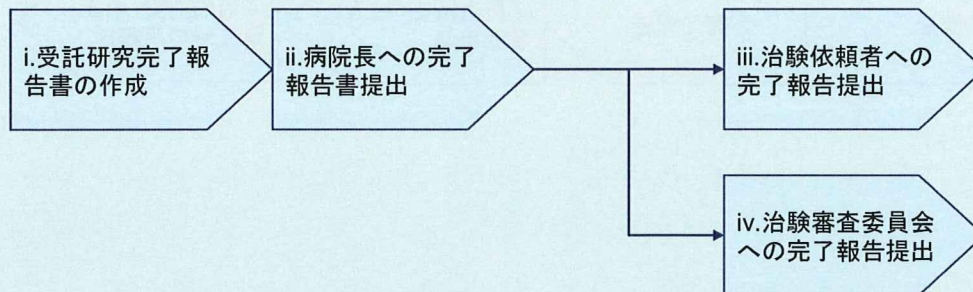 i.受託研究完了報
告書の作成
ii.病院長への完了
報告書提出
iii.治験依頼者への
完了報告提出
iv.治験審査委員会
への完了報告提出